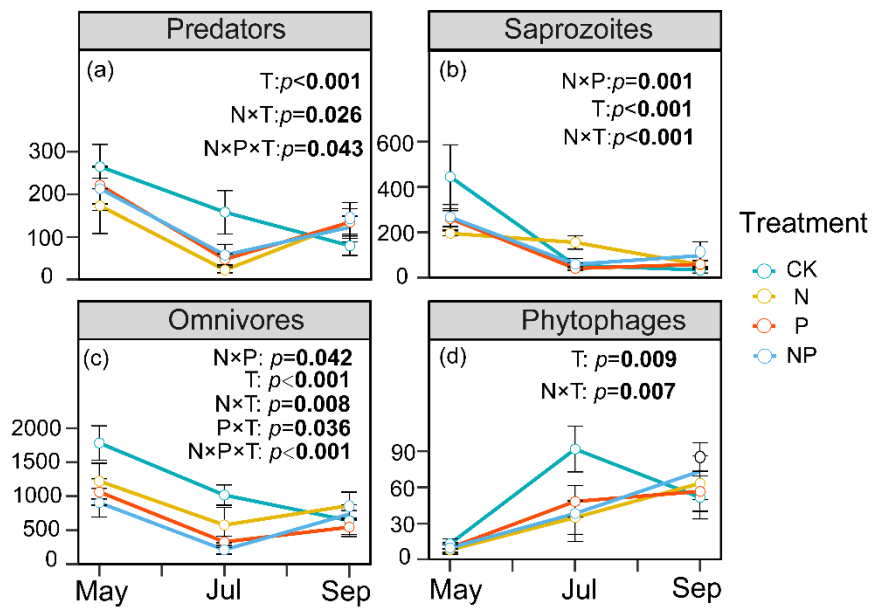 Predators
(a)
T:p<0.001
N×T:p=0.026
N×P×T:p=0.043
300
200
100
0
Saprozoites
(b)
N×P:p=0.001
T:p<0.001
N×T:p<0.001
600
400
200
0
Omnivores
(c)
N×P: p=0.042
T: p<0.001
N×T: p=0.008
P×T: p=0.036
N×P×T: p<0.001
2000
1500
1000
500
0
May Jul Sep
Phytophages
(d)
T: p=0.009
N×T: p=0.007
90
60
30
0
May Jul Sep
Treatment
CK
N
P
NP